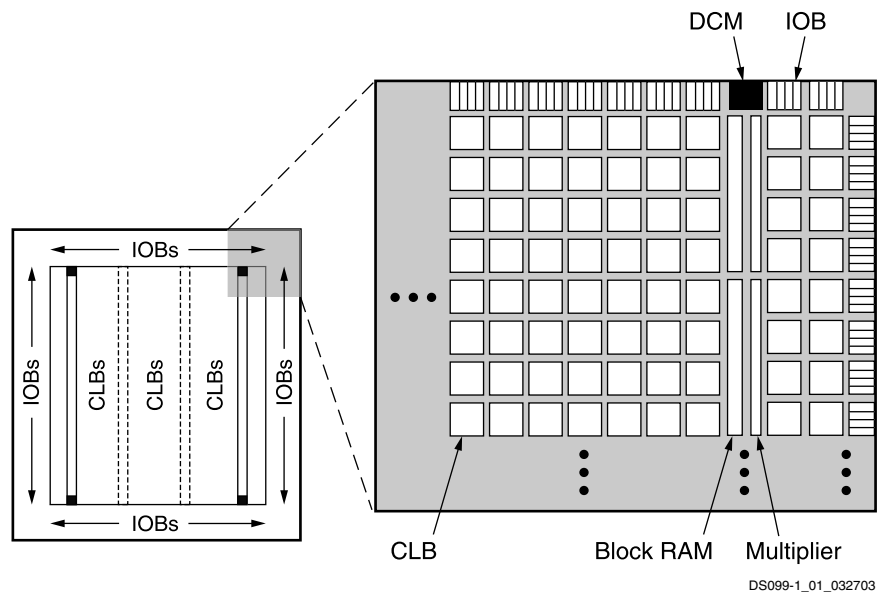 DCM
IOB
IOBs
IOBs
CLBs
CLBs
CLBs
IOBs
IOBs
CLB
Block RAM
Multiplier
DS099-1_01_032703